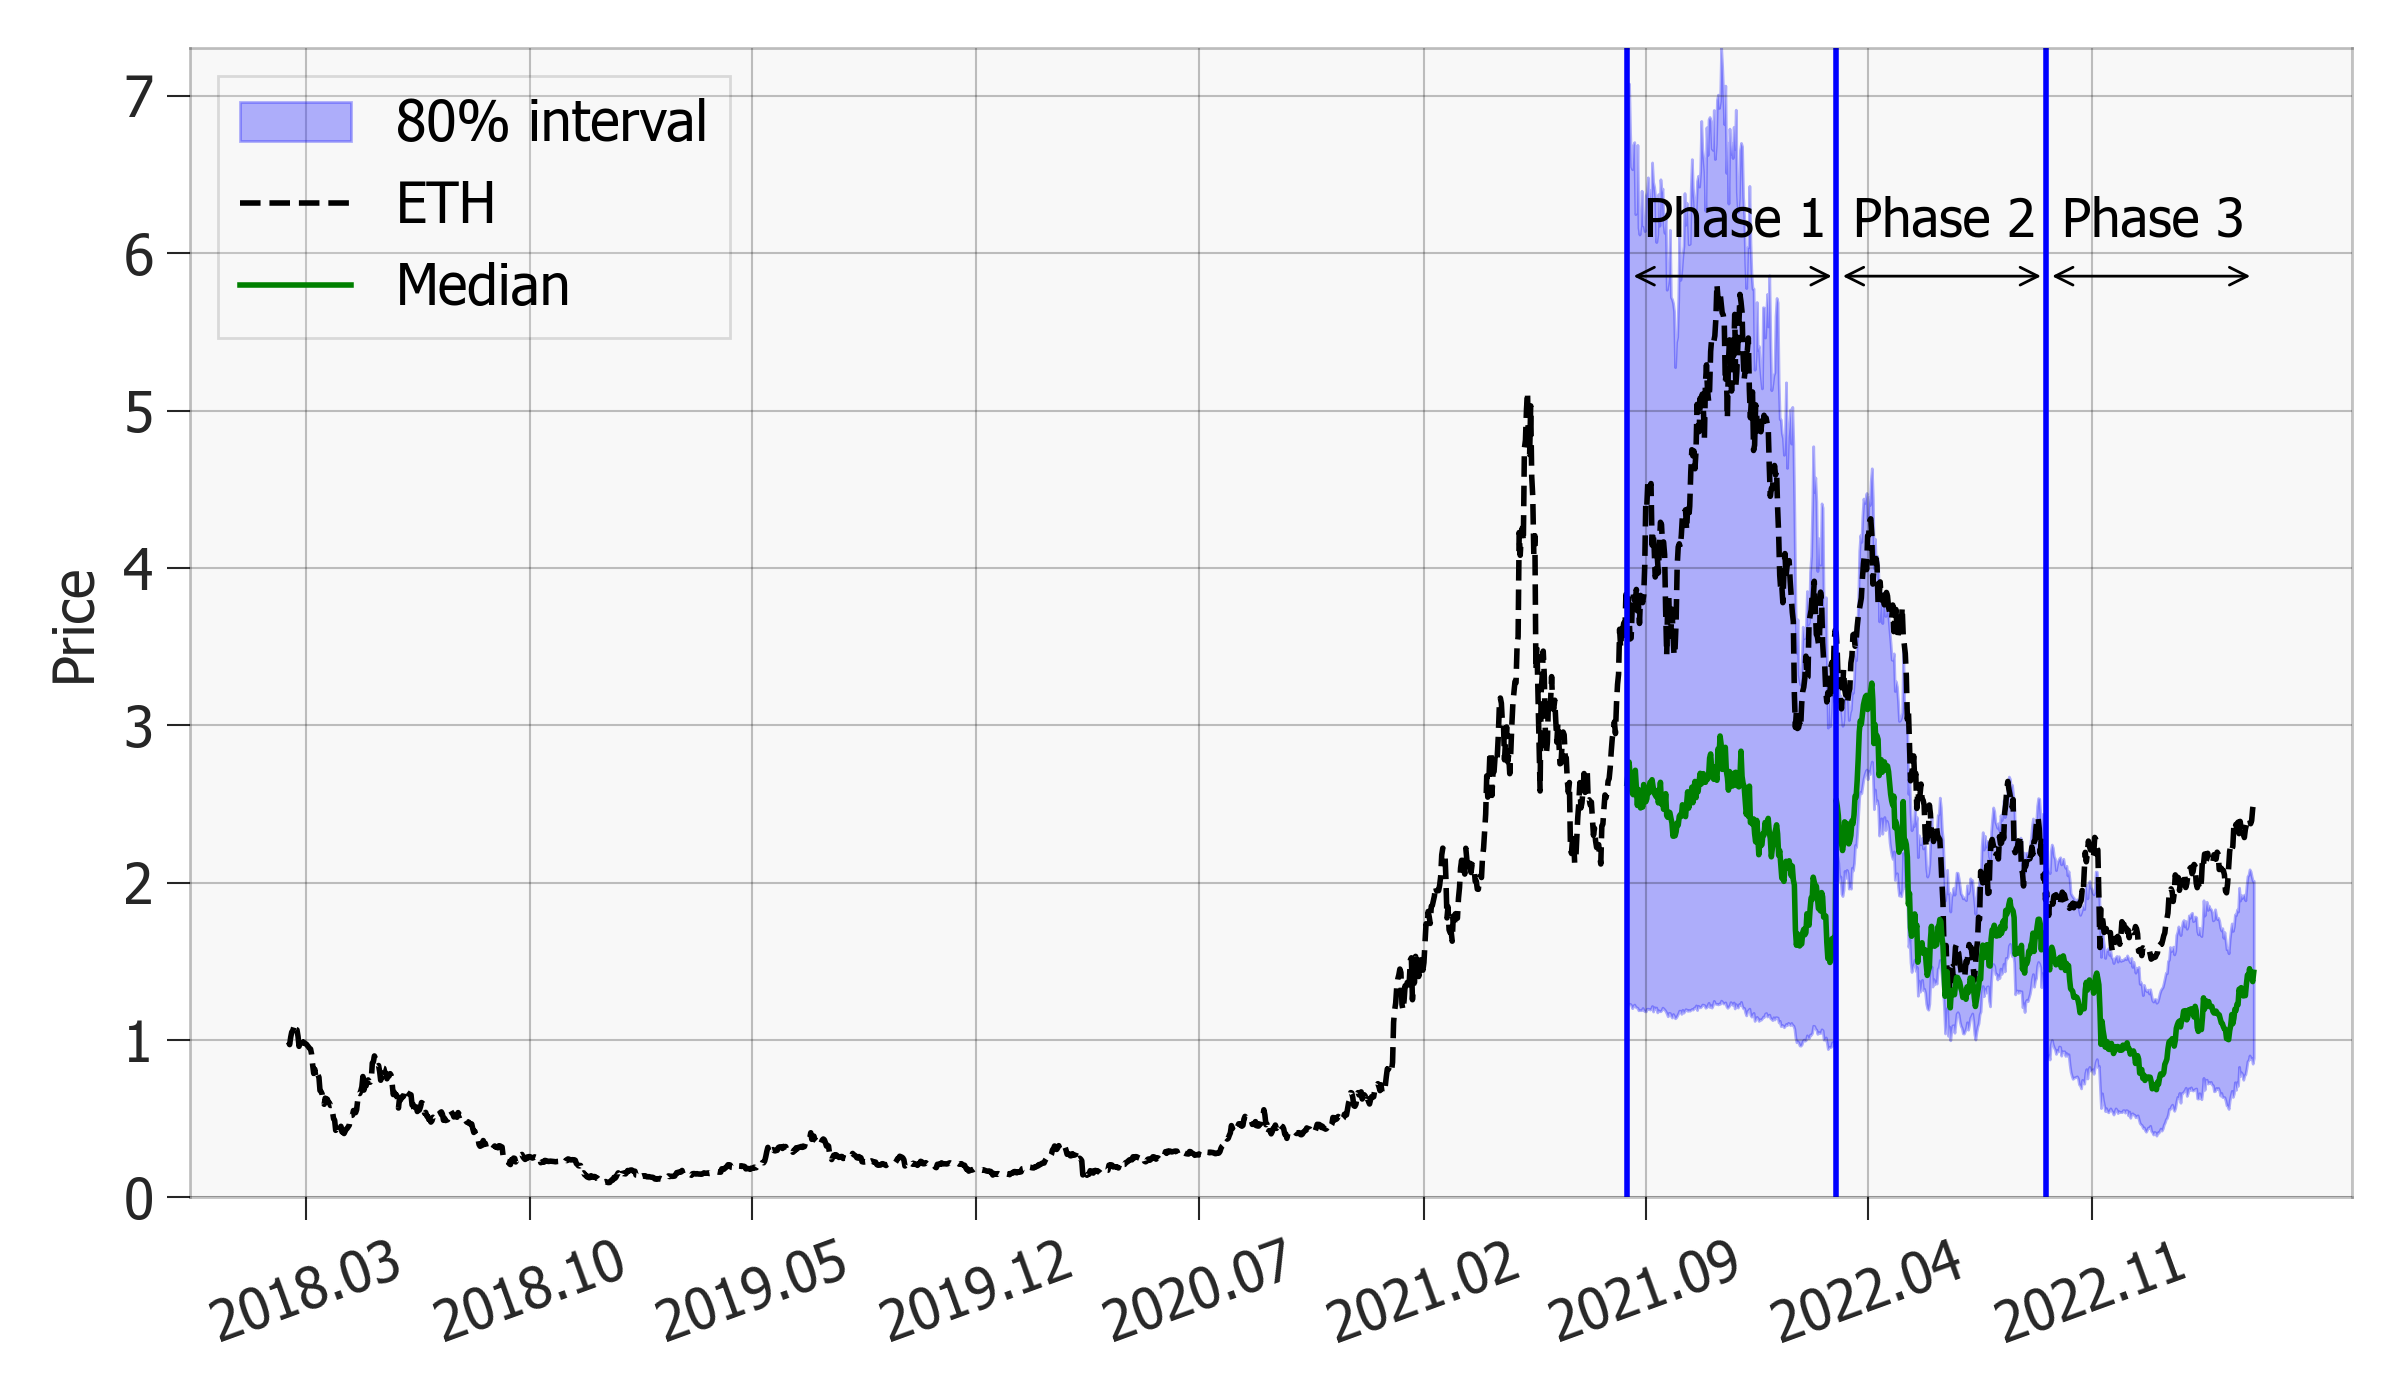 80% interval
ETH
Median
Phase 1
Phase 2
Phase 3
Price
7
6
5
4
3
2
1
0
2018.03
2018.10
2019.05
2019.12
2020.07
2021.02
2021.09
2022.04
2022.11